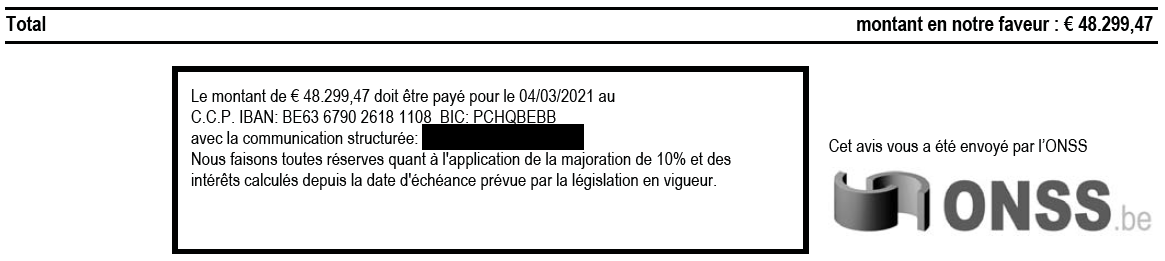 Total montant en notre faveur : € 48.299,47
Le montant de € 48.299,47 doit être payé pour le 04/03/2021 au
C.C.P. IBAN: BE63 6790 2618 1108 BIC: PCHQBEBB
avec la communication structurée:
Nous faisons toutes réserves quant à l'application de la majoration de 10% et des
intérêts calculés depuis la date d'échéance prévue par la législation en vigueur.
Cet avis vous a été envoyé par l'ONSS
ONSS.be